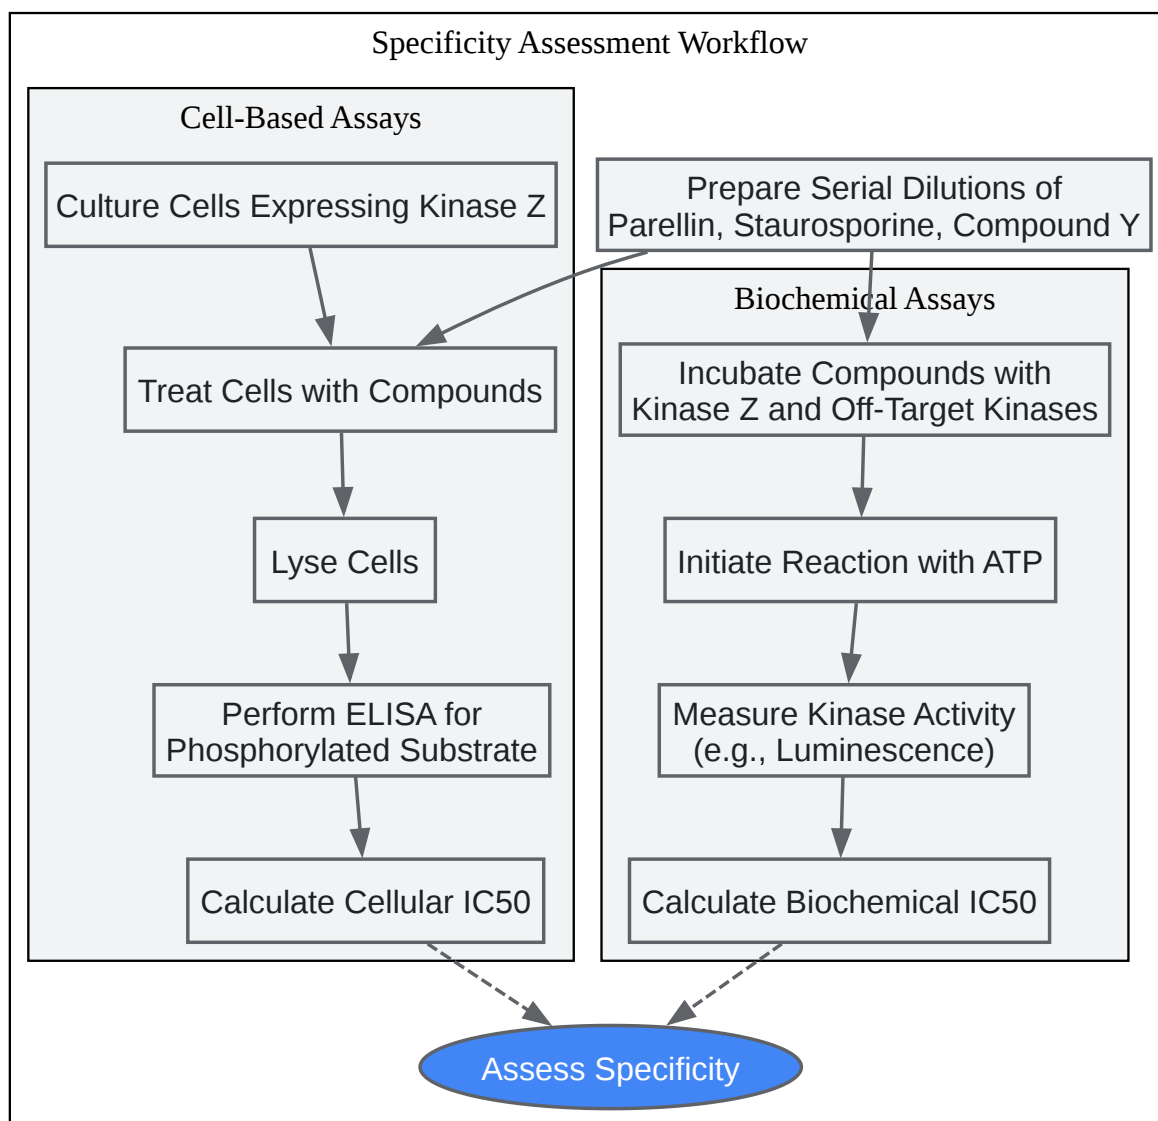 Specificity Assessment Workflow
Cell-Based Assays
Culture Cells Expressing Kinase Z
Prepare Serial Dilutions of
Parellin, Staurosporine, Compound Y
Biochemical Assays
Treat Cells with Compounds
Incubate Compounds with
Kinase Z and Off-Target Kinases
Lyse Cells
Initiate Reaction with ATP
Perform ELISA for
Phosphorylated Substrate
Measure Kinase Activity
(e.g., Luminescence)
Calculate Cellular IC50
Calculate Biochemical IC50
Assess Specificity